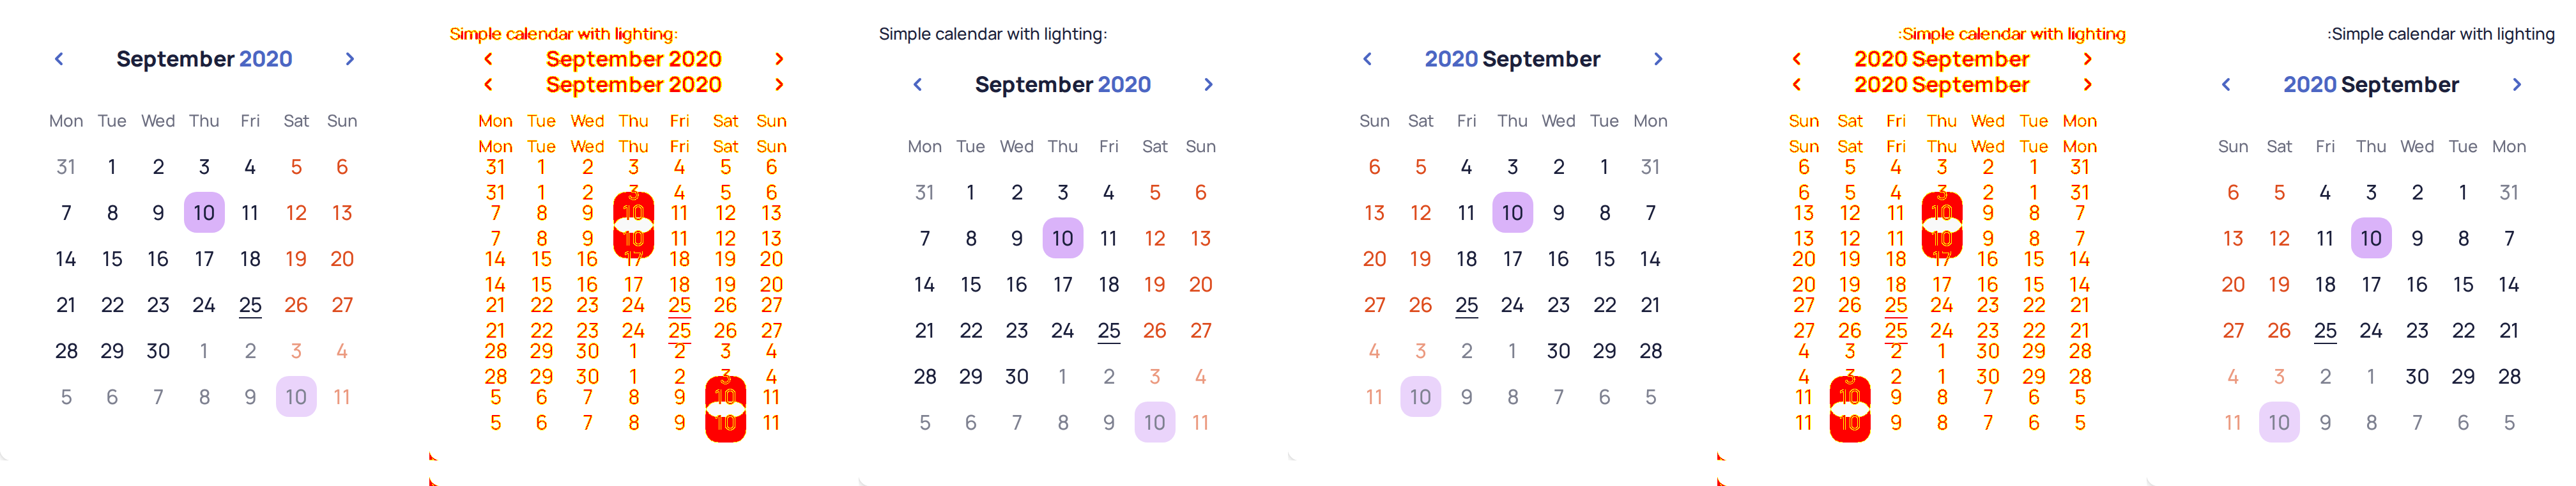 September 2020
Mon Tue Wed Thu Fri Sat Sun
31 1 2 3 4 5 6
7 8 9 10 11 12 13
14 15 16 17 18 19 20
21 22 23 24 25 26 27
28 29 30 1 2 3 4
5 6 7 8 9 10 11
Simple calendar with lighting:
September 2020
September 2020
Mon Tue Wed Thu Fri Sat Sun
Mon Tue Wed Thu Fri Sat Sun
31 1 2 3 4 5 6
31 1 2 3 4 5 6
7 8 9 10 11 12 13
7 8 9 10 11 12 13
14 15 16 17 18 19 20
14 15 16 17 18 19 20
21 22 23 24 25 26 27
21 22 23 24 25 26 27
28 29 30 1 2 3 4
28 29 30 1 2 3 4
5 6 7 8 9 10 11
5 6 7 8 9 10 11
Simple calendar with lighting:
September 2020
Mon Tue Wed Thu Fri Sat Sun
31 1 2 3 4 5 6
7 8 9 10 11 12 13
14 15 16 17 18 19 20
21 22 23 24 25 26 27
28 29 30 1 2 3 4
5 6 7 8 9 10 11
2020 September
Sun Sat Fri Thu Wed Tue Mon
6 5 4 3 2 1 31
13 12 11 10 9 8 7
20 19 18 17 16 15 14
27 26 25 24 23 22 21
4 3 2 1 30 29 28
11 10 9 8 7 6 5
:Simple calendar with lighting
2020 September
2020 September
Sun Sat Fri Thu Wed Tue Mon
Sun Sat Fri Thu Wed Tue Mon
6 5 4 3 2 1 31
6 5 4 3 2 1 31
13 12 11 10 9 8 7
13 12 11 10 9 8 7
20 19 18 17 16 15 14
20 19 18 17 16 15 14
27 26 25 24 23 22 21
27 26 25 24 23 22 21
4 3 2 1 30 29 28
4 3 2 1 30 29 28
11 10 9 8 7 6 5
11 10 9 8 7 6 5
:Simple calendar with lighting
2020 September
Sun Sat Fri Thu Wed Tue Mon
6 5 4 3 2 1 31
13 12 11 10 9 8 7
20 19 18 17 16 15 14
27 26 25 24 23 22 21
4 3 2 1 30 29 28
11 10 9 8 7 6 5